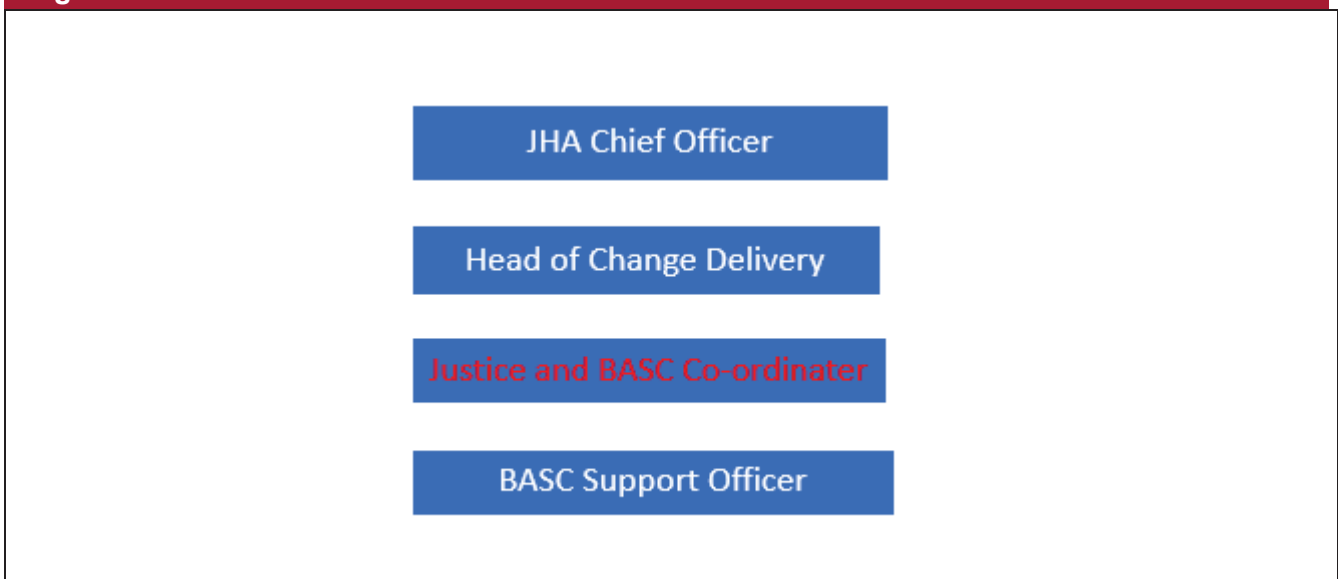 JHA Chief Officer
Head of Change Delivery
Justice and BASC Co-ordinater
BASC Support Officer